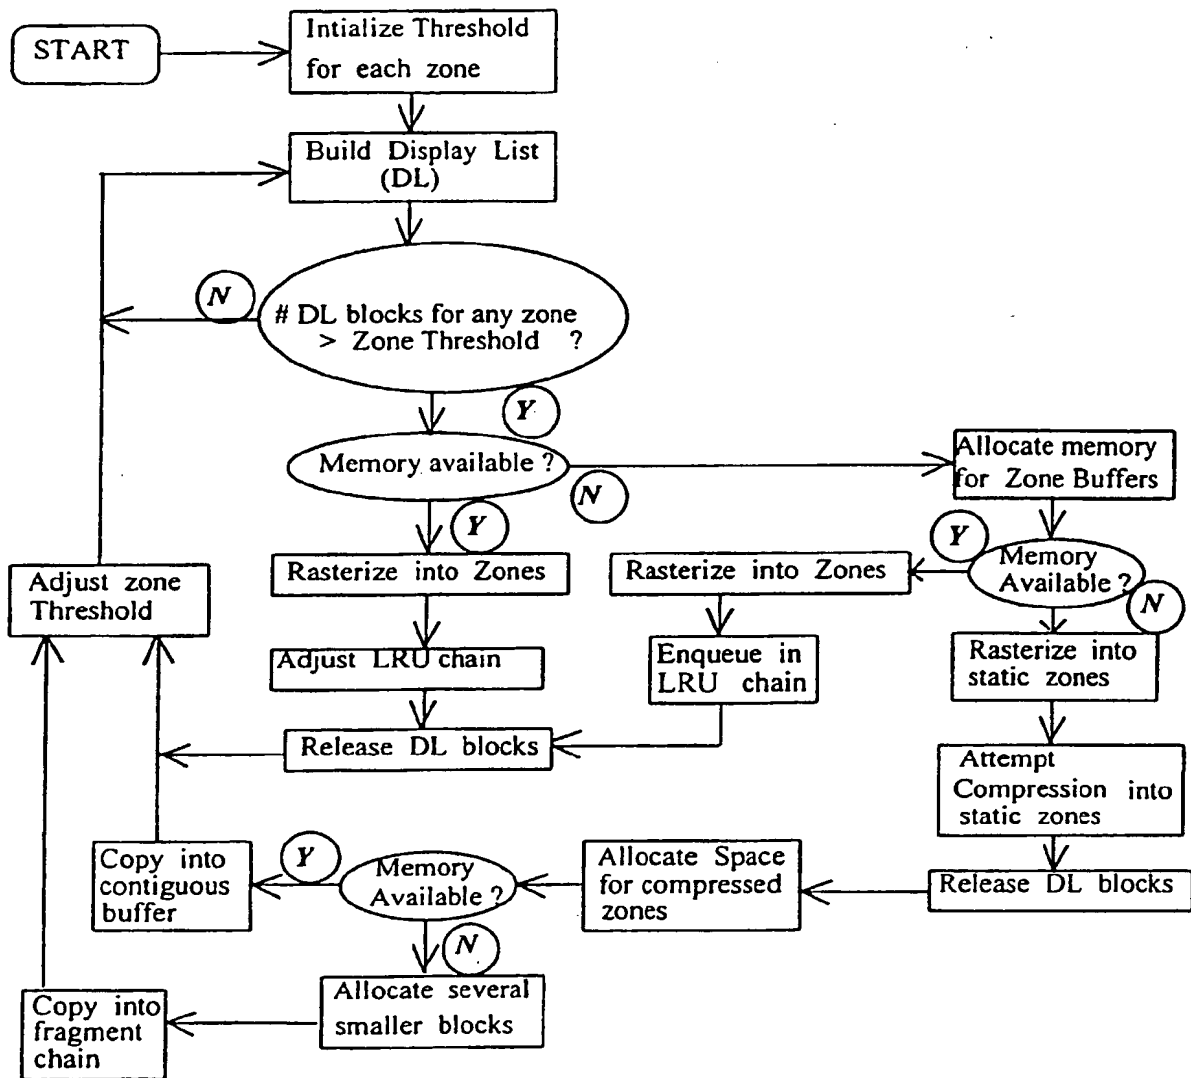 START
Intialize Threshold
for each zone
Build Display List
(DL)
N
# DL blocks for any zone
> Zone Threshold ?
Y
Memory available ?
N
Y
Allocate memory
for Zone Buffers
Y
Memory
Available ?
N
Rasterize into Zones
Rasterize into Zones
Adjust zone
Threshold
Adjust LRU chain
Enqueue in
LRU chain
Rasterize into
static zones
Release DL blocks
Attempt
Compression into
static zones
Copy into
contiguous
buffer
Y
Memory
Available ?
N
Allocate Space
for compressed
zones
Release DL blocks
Copy into
fragment
chain
Allocate several
smaller blocks